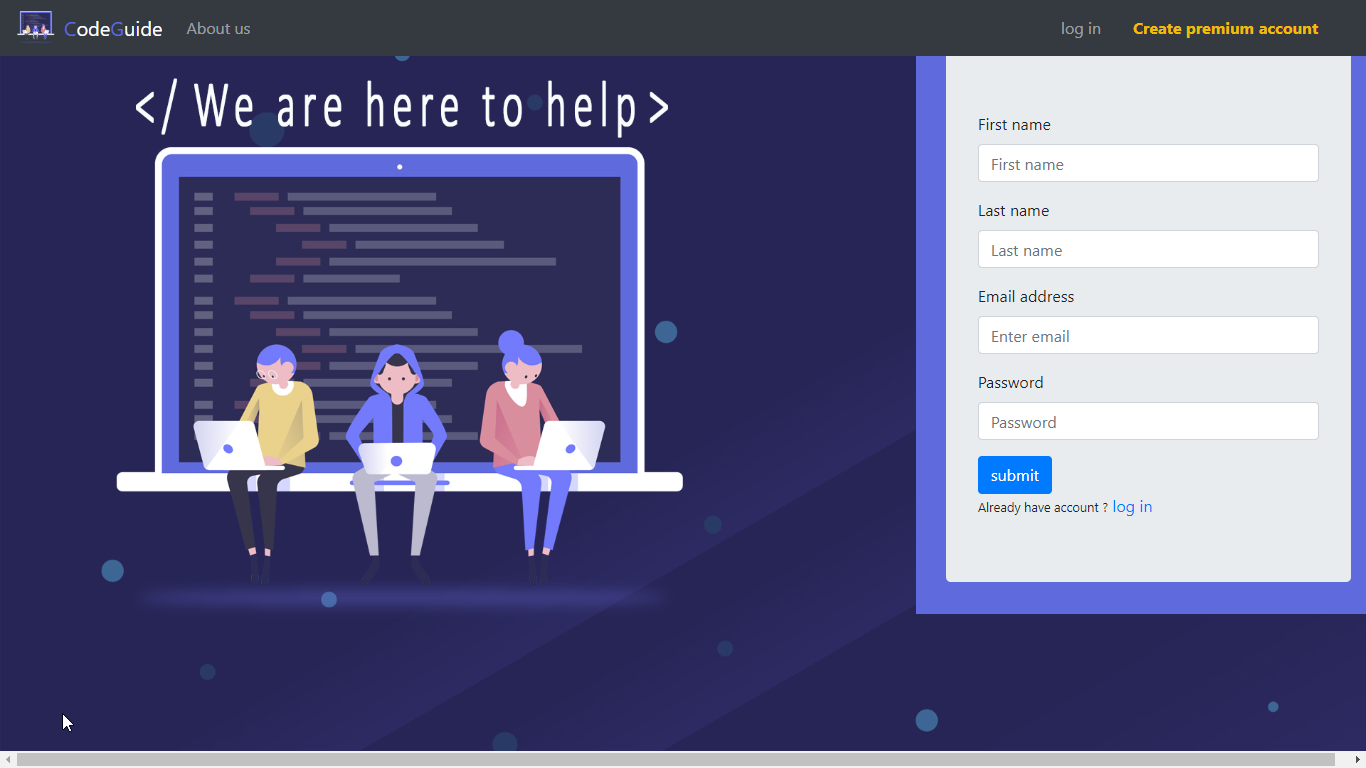 CodeGuide About us log in Create premium account
</ We are here to help >
First name
First name
Last name
Last name
Email address
Enter email
Password
Password
submit
Already have account ? log in